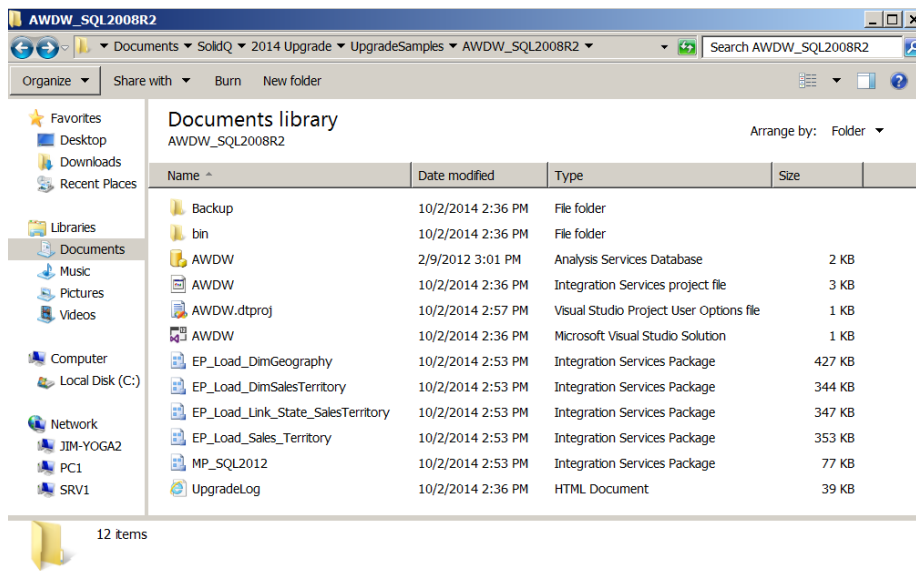 AWDW_SQL2008R2
Documents SolidQ 2014 Upgrade UpgradeSamples AWDW_SQL2008R2 Search AWDW_SQL2008R2
Organize Share with Burn New folder
Favorites
Desktop
Downloads
Recent Places
Libraries
Documents
Music
Pictures
Videos
Computer
Local Disk (C:)
Network
JIM-YOGA2
PC1
SRV1
Documents library
AWDW_SQL2008R2
Arrange by: Folder
Name Date modified Type Size
Backup 10/2/2014 2:36 PM File folder
bin 10/2/2014 2:36 PM File folder
AWDW 2/9/2012 3:01 PM Analysis Services Database 2 KB
AWDW 10/2/2014 2:36 PM Integration Services project file 3 KB
AWDW.dtproj 10/2/2014 2:57 PM Visual Studio Project User Options file 1 KB
AWDW 10/2/2014 2:36 PM Microsoft Visual Studio Solution 1 KB
EP_Load_DimGeography 10/2/2014 2:53 PM Integration Services Package 427 KB
EP_Load_DimSalesTerritory 10/2/2014 2:53 PM Integration Services Package 344 KB
EP_Load_Link_State_SalesTerritory 10/2/2014 2:53 PM Integration Services Package 347 KB
EP_Load_Sales_Territory 10/2/2014 2:53 PM Integration Services Package 353 KB
MP_SQL2012 10/2/2014 2:53 PM Integration Services Package 77 KB
UpgradeLog 10/2/2014 2:36 PM HTML Document 39 KB
12 items